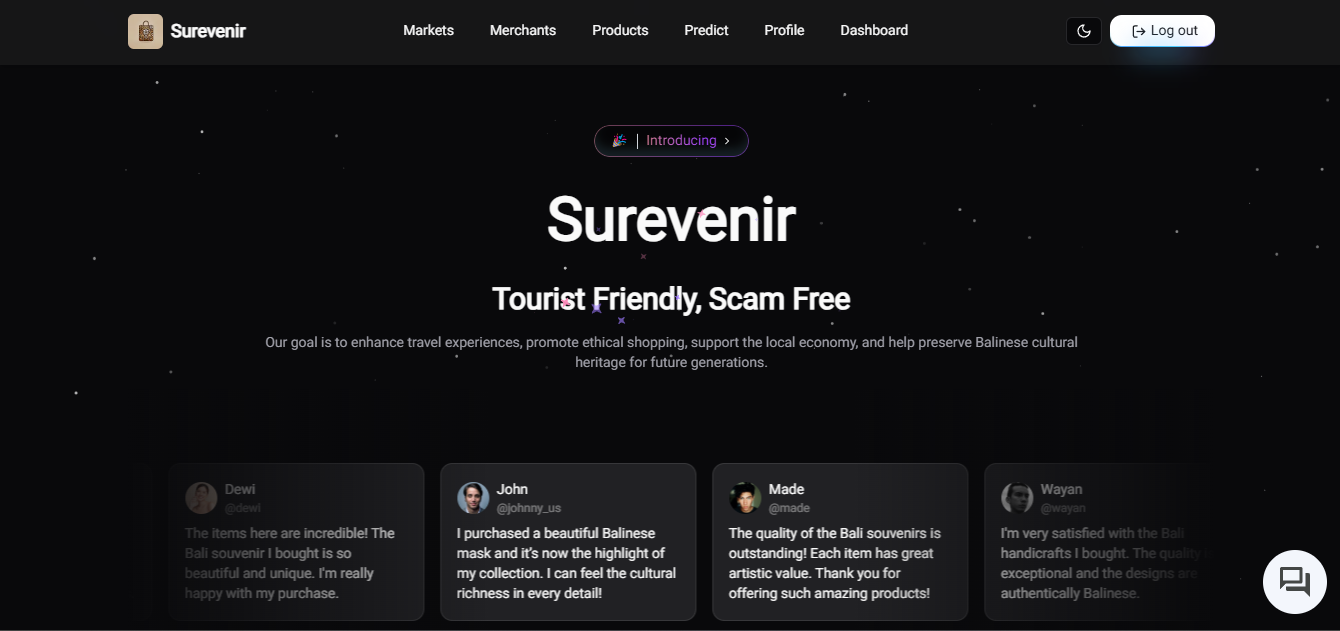 Surevenir
Markets
Merchants
Products
Predict
Profile
Dashboard
Log out
Introducing
Surevenir
Tourist Friendly, Scam Free
Our goal is to enhance travel experiences, promote ethical shopping, support the local economy, and help preserve Balinese cultural
heritage for future generations.
Dewi
@dewi
The items here are incredible! The
Bali souvenir I bought is so
beautiful and unique. I'm really
happy with my purchase.
John
@johnny_us
I purchased a beautiful Balinese
mask and it's now the highlight of
my collection. I can feel the cultural
richness in every detail!
Made
@made
The quality of the Bali souvenirs is
outstanding! Each item has great
artistic value. Thank you for
offering such amazing products!
Wayan
@wayan
I'm very satisfied with the Bali
handicrafts I bought. The quality is
exceptional and the designs are
authentically Balinese.